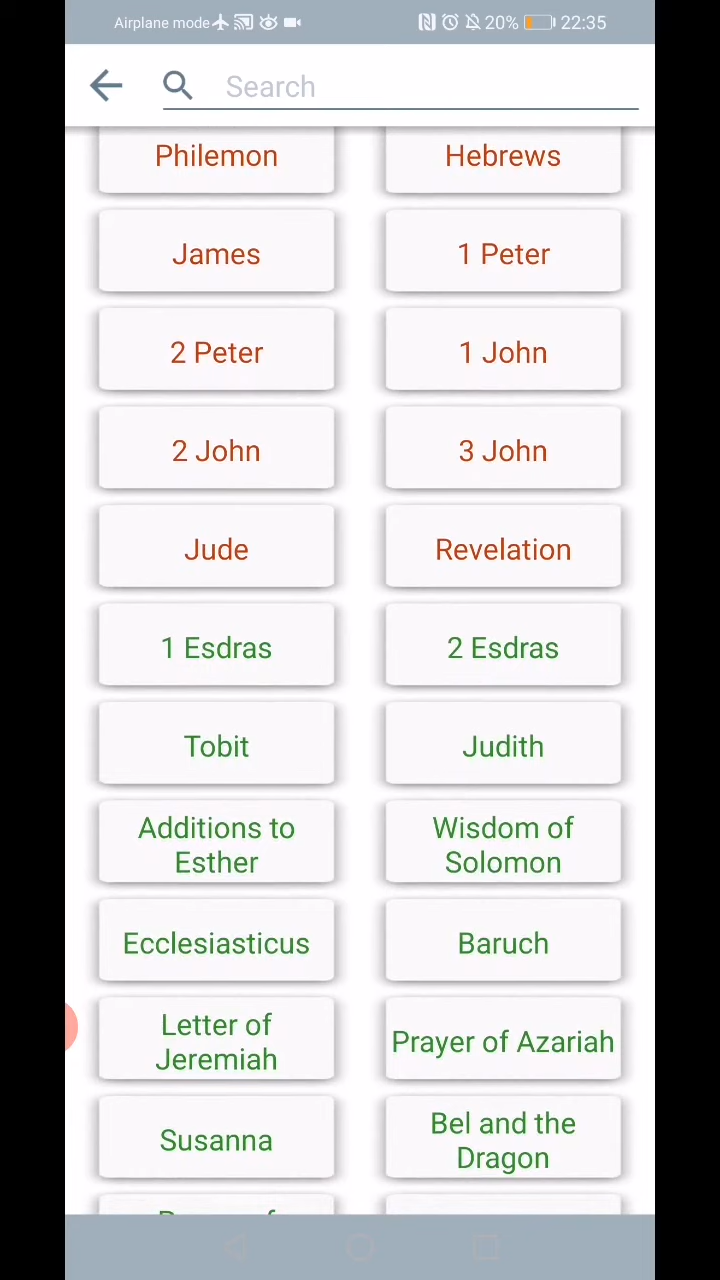 Airplane mode 20% 22:35
Search
Philemon Hebrews
James 1 Peter
2 Peter 1 John
2 John 3 John
Jude Revelation
1 Esdras 2 Esdras
Tobit Judith
Additions to
Esther
Wisdom of
Solomon
Ecclesiasticus Baruch
Letter of
Jeremiah
Prayer of Azariah
Susanna
Bel and the
Dragon